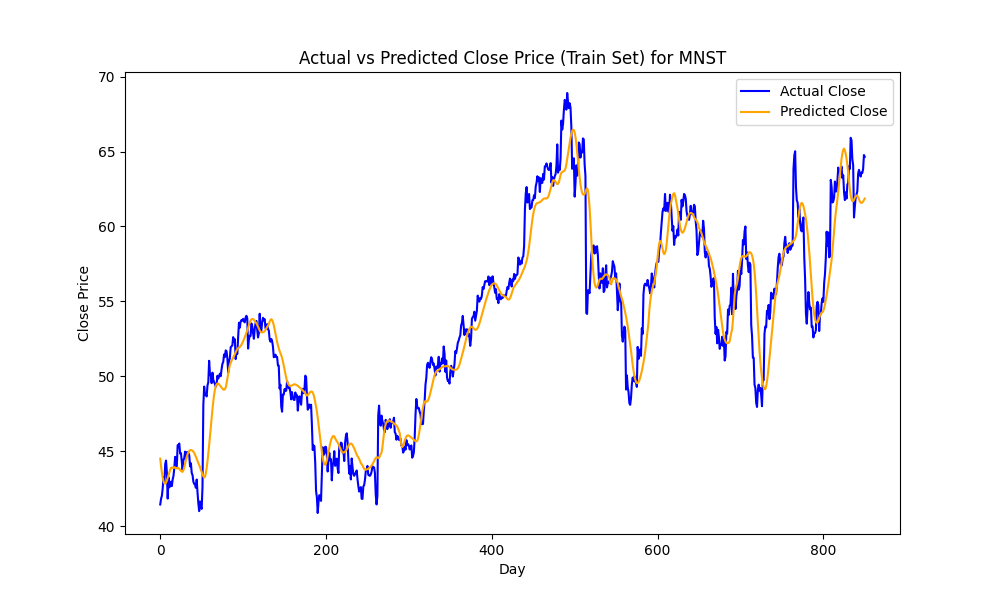 Actual vs Predicted Close Price (Train Set) for MNST
Actual Close
Predicted Close
Close Price
70
65
60
55
50
45
40
0 200 400 600 800
Day